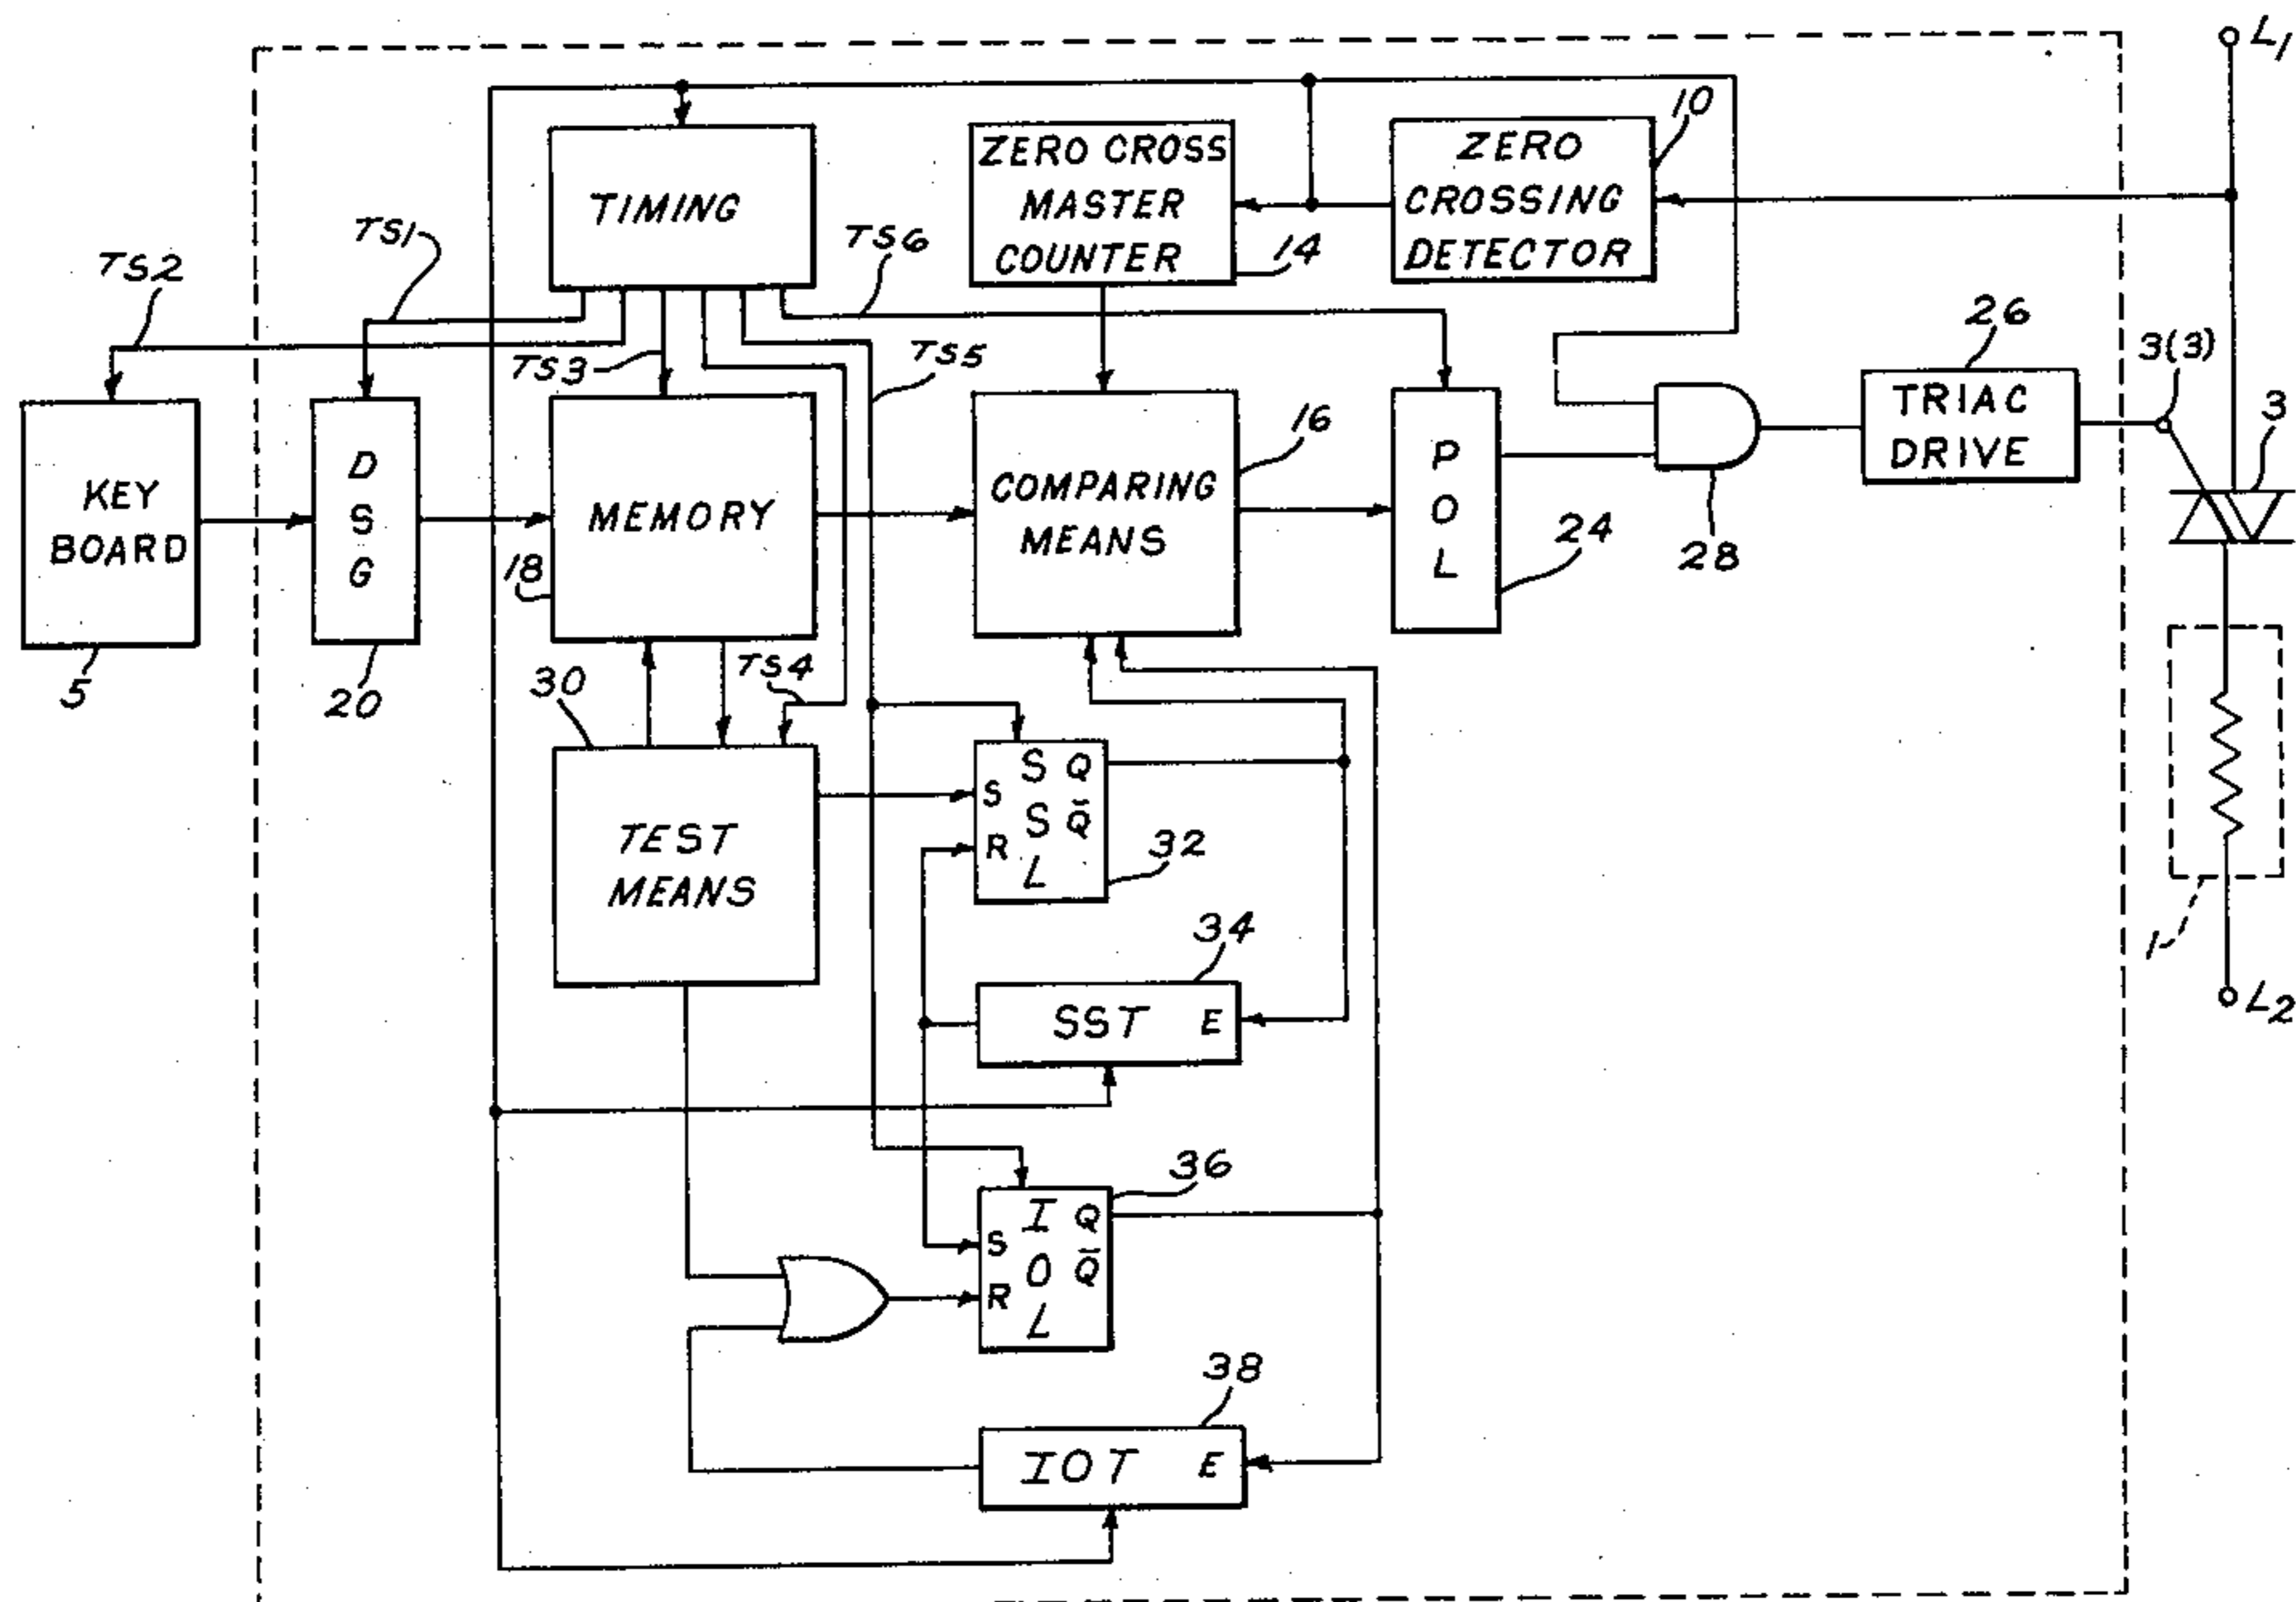 L1
10
ZERO CROSS
MASTER
COUNTER
14
ZERO
CROSSING
DETECTOR
TIMING
TS1
TS2
TS6
TS3
TS5
26
3(3)
3
TRIAC
DRIVE
16
KEY
BOARD
5
D
S
G
20
MEMORY
18
COMPARING
MEANS
P
O
L
24
28
TS4
30
TEST
MEANS
S Q
S
S Q̄
R
L
32
1
L2
34
SST E
36
I Q
S
O Q̄
R
L
38
IOT E